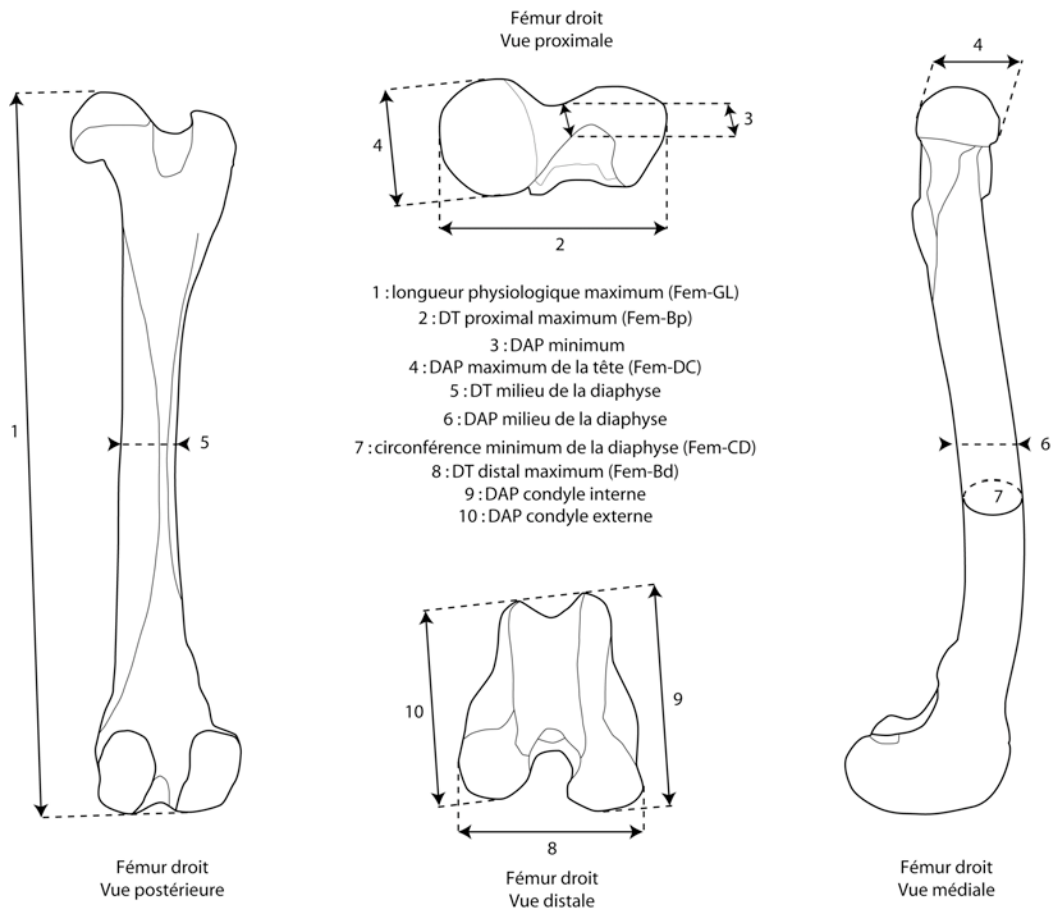 Fémur droit
Vue proximale
4
1
4
3
2
1 : longueur physiologique maximum (Fem-GL)
2 : DT proximal maximum (Fem-Bp)
3 : DAP minimum
4 : DAP maximum de la tête (Fem-DC)
5 : DT milieu de la diaphyse
6 : DAP milieu de la diaphyse
7 : circonférence minimum de la diaphyse (Fem-CD)
8 : DT distal maximum (Fem-Bd)
9 : DAP condyle interne
10 : DAP condyle externe
5
6
7
10
9
8
Fémur droit
Vue postérieure
Fémur droit
Vue distale
Fémur droit
Vue médiale